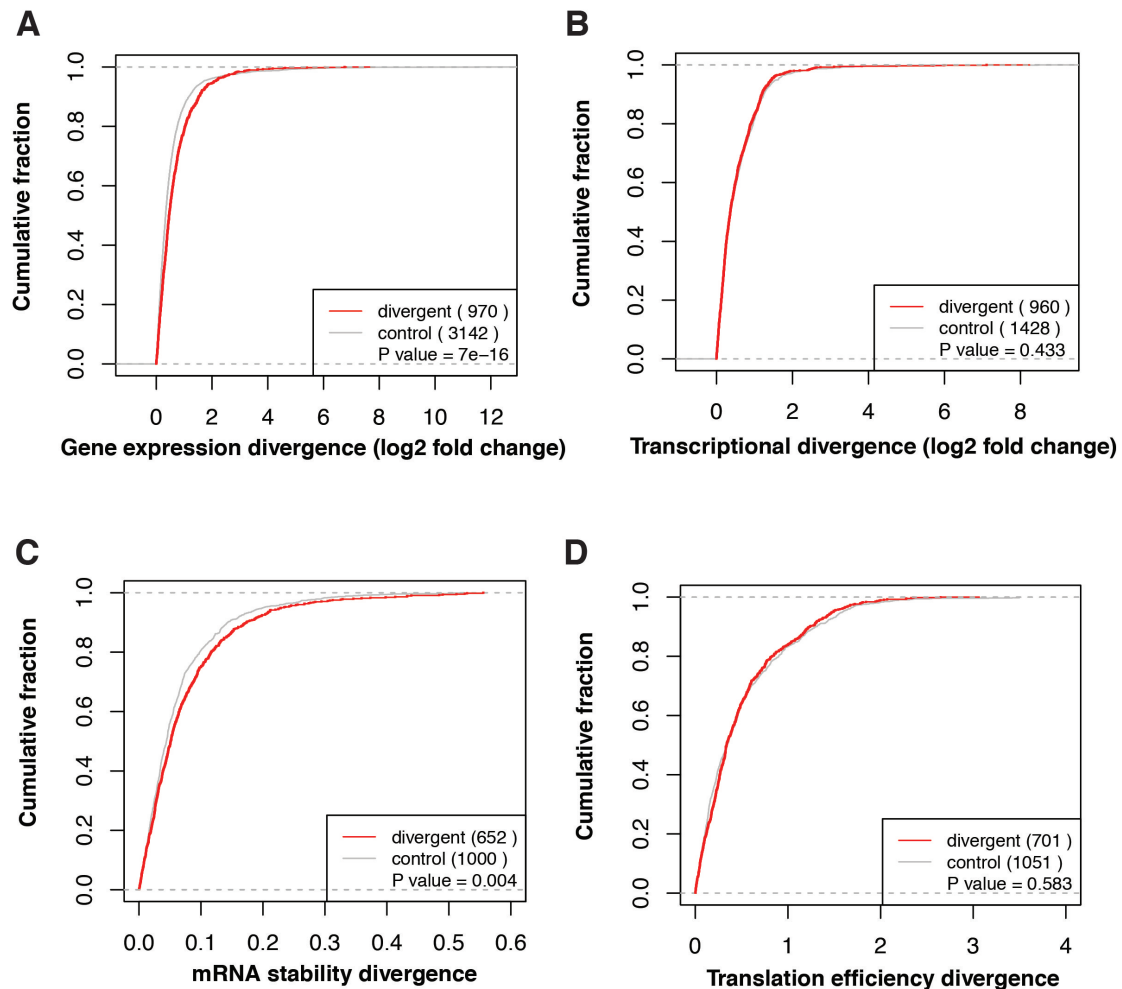 A
Cumulative fraction
1.0
0.8
0.6
0.4
0.2
0.0
divergent ( 970 )
control ( 3142 )
P value = 7e−16
0 2 4 6 8 10 12
Gene expression divergence (log2 fold change)
B
Cumulative fraction
1.0
0.8
0.6
0.4
0.2
0.0
divergent ( 960 )
control ( 1428 )
P value = 0.433
0 2 4 6 8
Transcriptional divergence (log2 fold change)
C
Cumulative fraction
1.0
0.8
0.6
0.4
0.2
0.0
divergent (652 )
control (1000 )
P value = 0.004
0.0 0.1 0.2 0.3 0.4 0.5 0.6
mRNA stability divergence
D
Cumulative fraction
1.0
0.8
0.6
0.4
0.2
0.0
divergent (701 )
control (1051 )
P value = 0.583
0 1 2 3 4
Translation efficiency divergence